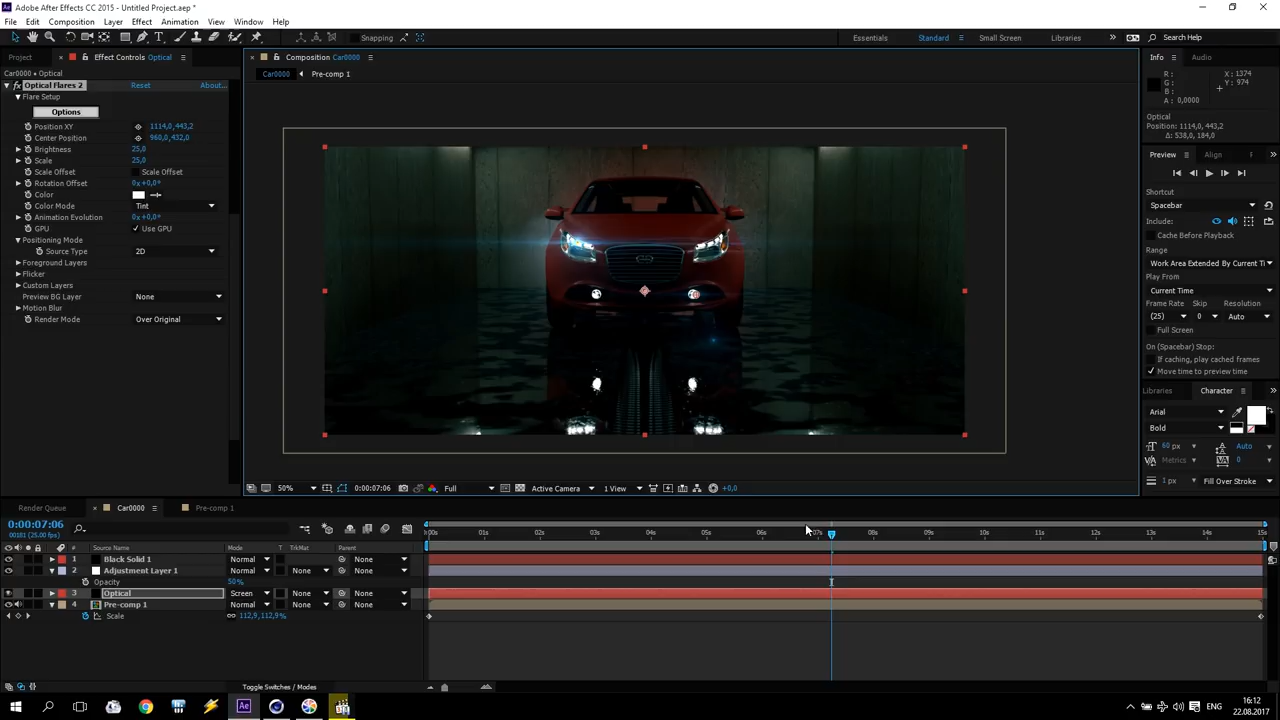 Adobe After Effects CC 2015 - Untitled Project.aep *
File Edit Composition Layer Effect Animation View Window Help
Snapping Essentials Standard Small Screen Libraries Search Help
Project Effect Controls Optical Composition Car0000 Info Audio
Car0000 • Optical Car0000 Pre-comp 1
Optical Flares 2 Reset About...
Flare Setup
Options
Position XY 1114,0,443,2
Center Position 960,0,432,0
Brightness 25,0
Scale 25,0
Scale Offset Scale Offset
Rotation Offset 0x+0,0°
Color
Color Mode Tint
Animation Evolution 0x+0,0°
GPU Use GPU
Positioning Mode
Source Type 2D
Foreground Layers
Flicker
Custom Layers
Preview BG Layer None
Motion Blur
Render Mode Over Original
R : X : 1374
G : Y : 974
B :
A : 0,0000
Optical
Position: 1114,0,443,2
Δ: 538,0, 184,0
Preview Align
Shortcut
Spacebar
Include:
Cache Before Playback
Range
Work Area Extended By Current Ti
Play From
Current Time
Frame Rate Skip Resolution
(25) 0 Auto
Full Screen
On (Spacebar) Stop:
If caching, play cached frames
Move time to preview time
Libraries Character
Arial
Bold
60 px Auto
Metrics 0
1 px Fill Over Stroke
50% 0:00:07:06 Full Active Camera 1 View +0,0
Render Queue Car0000 Pre-comp 1
0:00:07:06
00181 (25.00 fps)
:00s 01s 02s 03s 04s 05s 06s 07s 08s 09s 10s 11s 12s 13s 14s 15s
# Source Name Mode T TrkMat Parent
1 Black Solid 1 Normal None
2 Adjustment Layer 1 Normal None None
Opacity 50%
3 Optical Screen None None
4 Pre-comp 1 Normal None None
Scale 112,9,112,9%
Toggle Switches / Modes
Ae ENG 16:12
22.08.2017